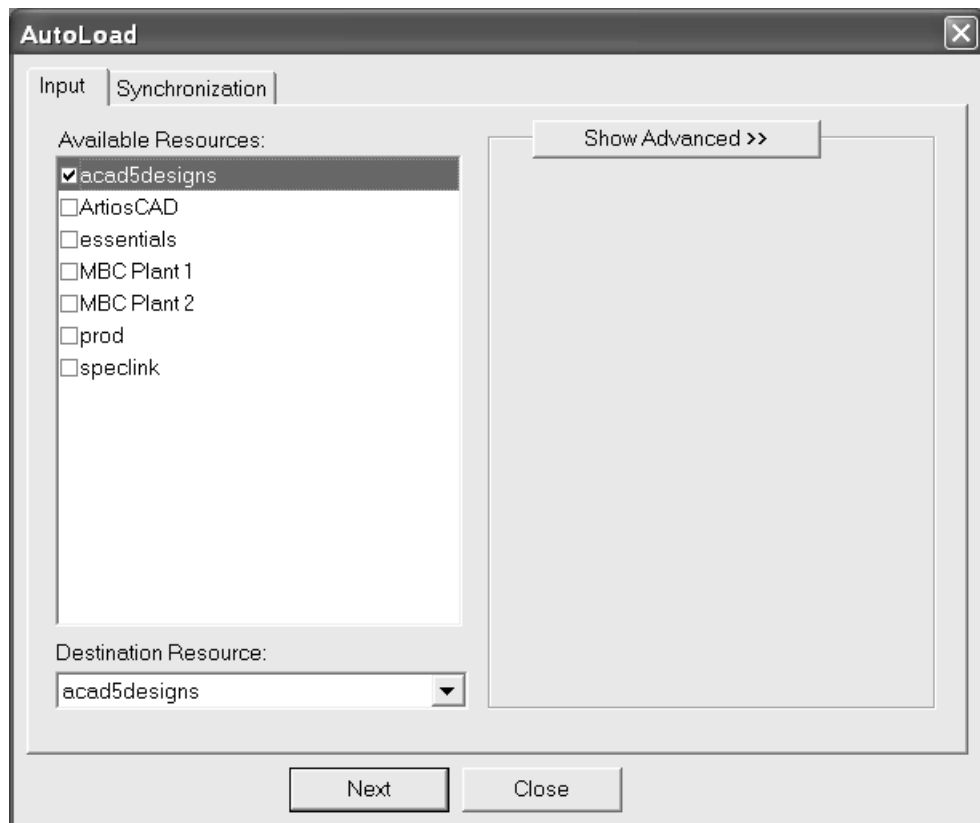 AutoLoad
Input
Synchronization
Available Resources:
acad5designs
ArtiosCAD
essentials
MBC Plant 1
MBC Plant 2
prod
speclink
Show Advanced >>
Destination Resource:
acad5designs
Next
Close